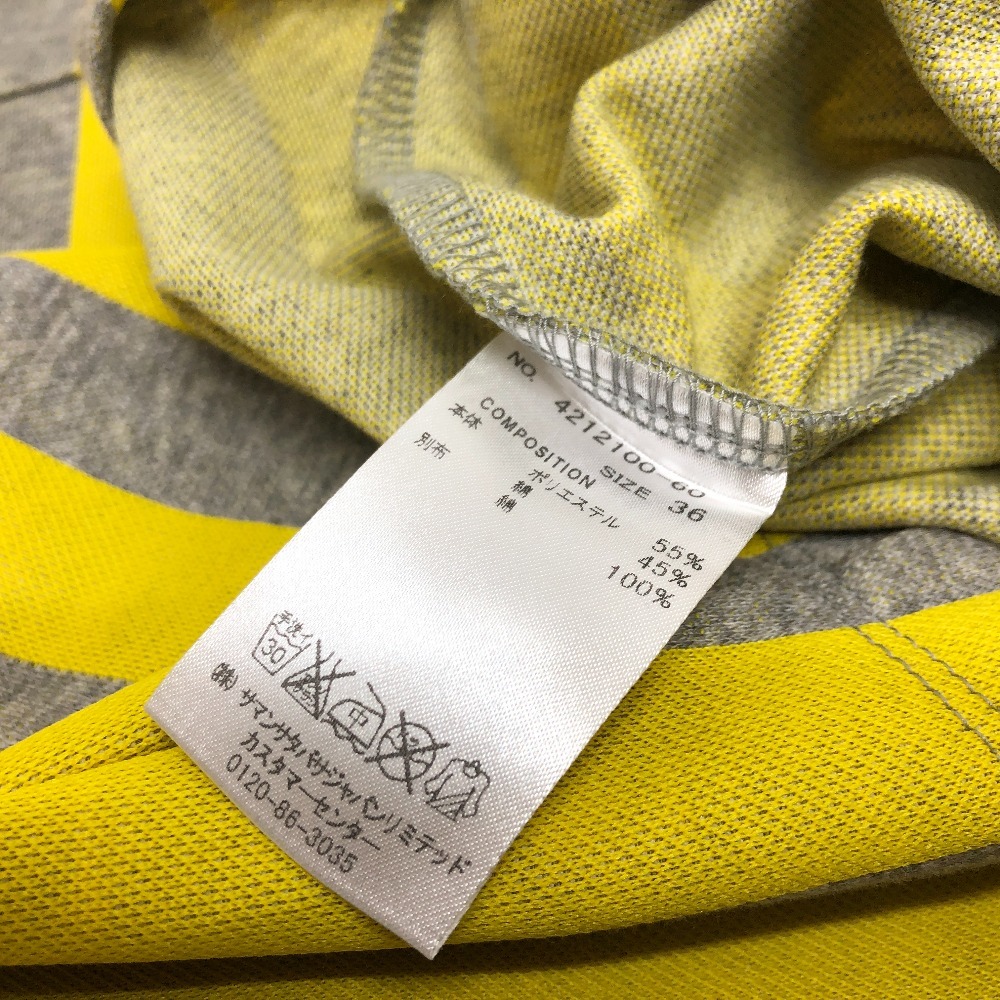 NO. 4212100 60
COMPOSITION SIZE 36
本体 ポリエステル 55%
綿 45%
別布 綿 100%
手洗イ
30
中
(株)サマンサタバサジャパンリミテッド
カスタマーセンター
0120-86-3035